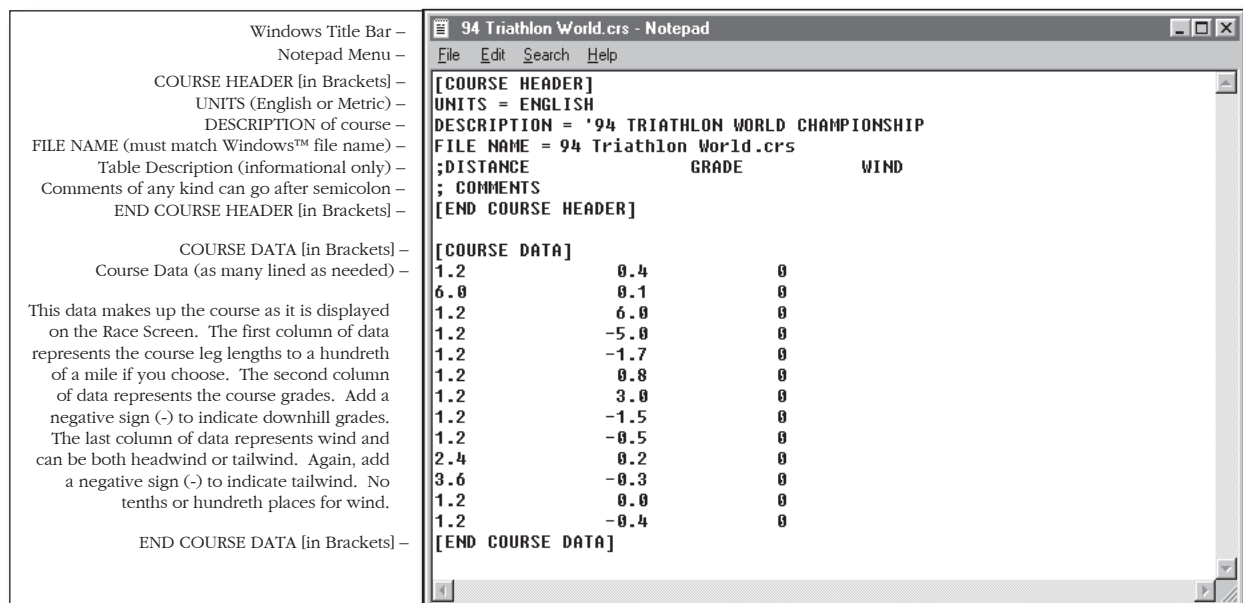 Windows Title Bar –
Notepad Menu –
COURSE HEADER [in Brackets] –
UNITS (English or Metric) –
DESCRIPTION of course –
FILE NAME (must match Windows™ file name) –
Table Description (informational only) –
Comments of any kind can go after semicolon –
END COURSE HEADER [in Brackets] –
COURSE DATA [in Brackets] –
Course Data (as many lined as needed) –
This data makes up the course as it is displayed
on the Race Screen. The first column of data
represents the course leg lengths to a hundreth
of a mile if you choose. The second column
of data represents the course grades. Add a
negative sign (-) to indicate downhill grades.
The last column of data represents wind and
can be both headwind or tailwind. Again, add
a negative sign (-) to indicate tailwind. No
tenths or hundreth places for wind.
END COURSE DATA [in Brackets] –
94 Triathlon World.crs - Notepad
File Edit Search Help
[COURSE HEADER]
UNITS = ENGLISH
DESCRIPTION = '94 TRIATHLON WORLD CHAMPIONSHIP
FILE NAME = 94 Triathlon World.crs
;DISTANCE GRADE WIND
; COMMENTS
[END COURSE HEADER]
[COURSE DATA]
1.2 0.4 0
6.0 0.1 0
1.2 6.0 0
1.2 -5.0 0
1.2 -1.7 0
1.2 0.8 0
1.2 3.0 0
1.2 -1.5 0
1.2 -0.5 0
2.4 0.2 0
3.6 -0.3 0
1.2 0.0 0
1.2 -0.4 0
[END COURSE DATA]